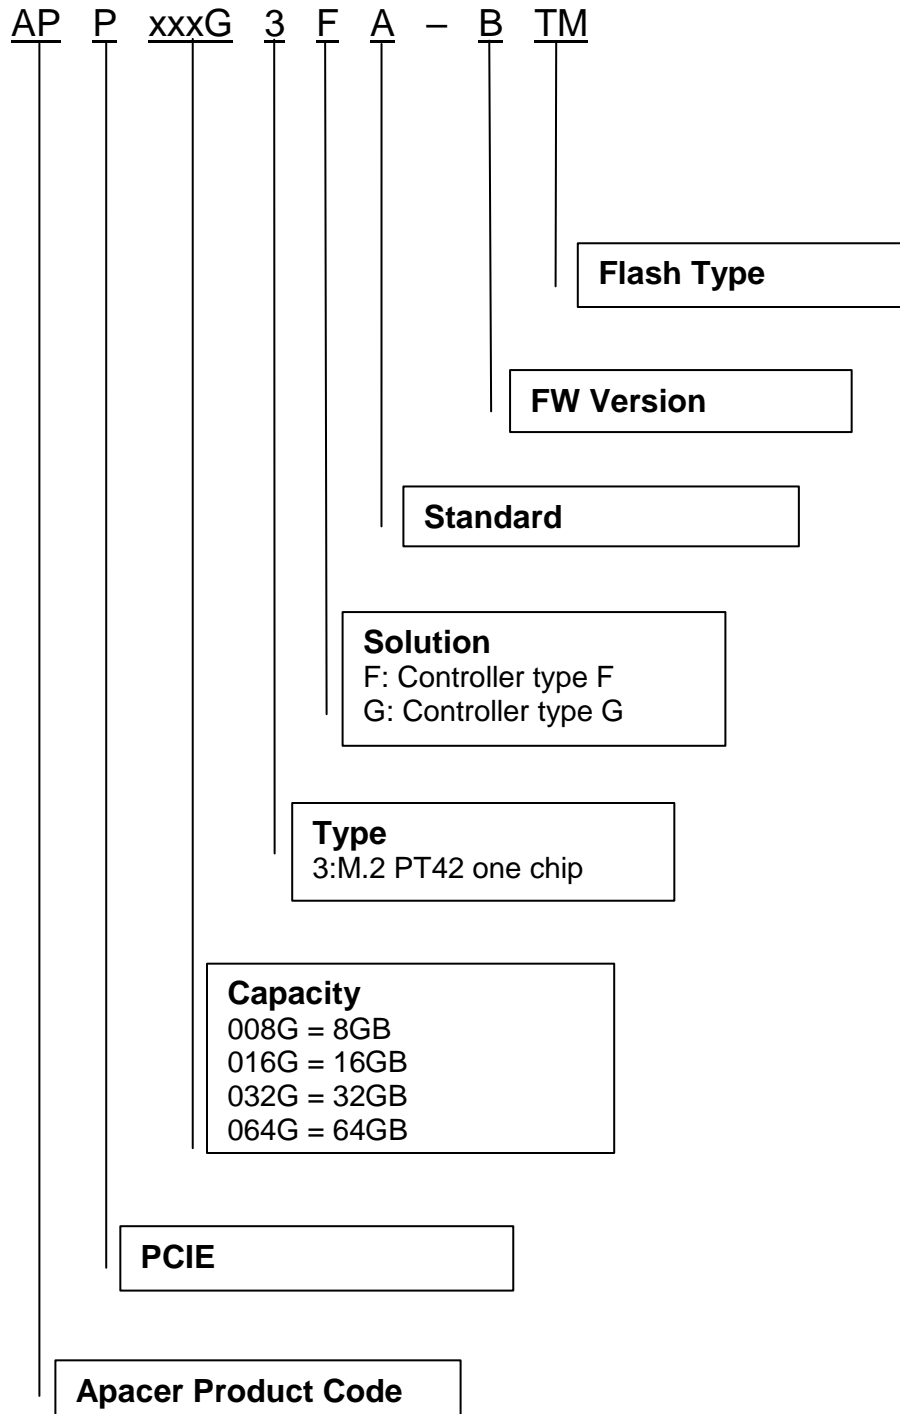 AP P xxxG 3 F A – B TM
Flash Type
FW Version
Standard
Solution
F: Controller type F
G: Controller type G
Type
3:M.2 PT42 one chip
Capacity
008G = 8GB
016G = 16GB
032G = 32GB
064G = 64GB
PCIE
Apacer Product Code